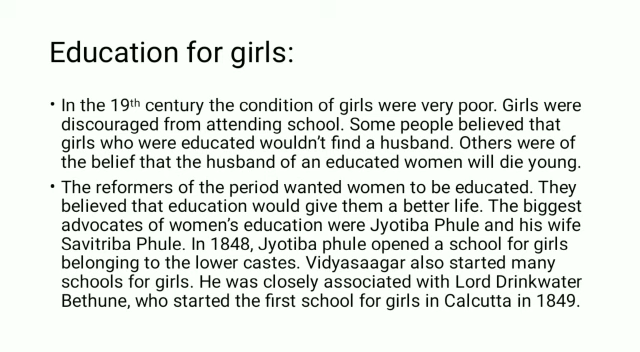 Education for girls:
• In the 19th century the condition of girls were very poor. Girls were
discouraged from attending school. Some people believed that
girls who were educated wouldn't find a husband. Others were of
the belief that the husband of an educated women will die young.
• The reformers of the period wanted women to be educated. They
believed that education would give them a better life. The biggest
advocates of women's education were Jyotiba Phule and his wife
Savitriba Phule. In 1848, Jyotiba phule opened a school for girls
belonging to the lower castes. Vidyasaagar also started many
schools for girls. He was closely associated with Lord Drinkwater
Bethune, who started the first school for girls in Calcutta in 1849.